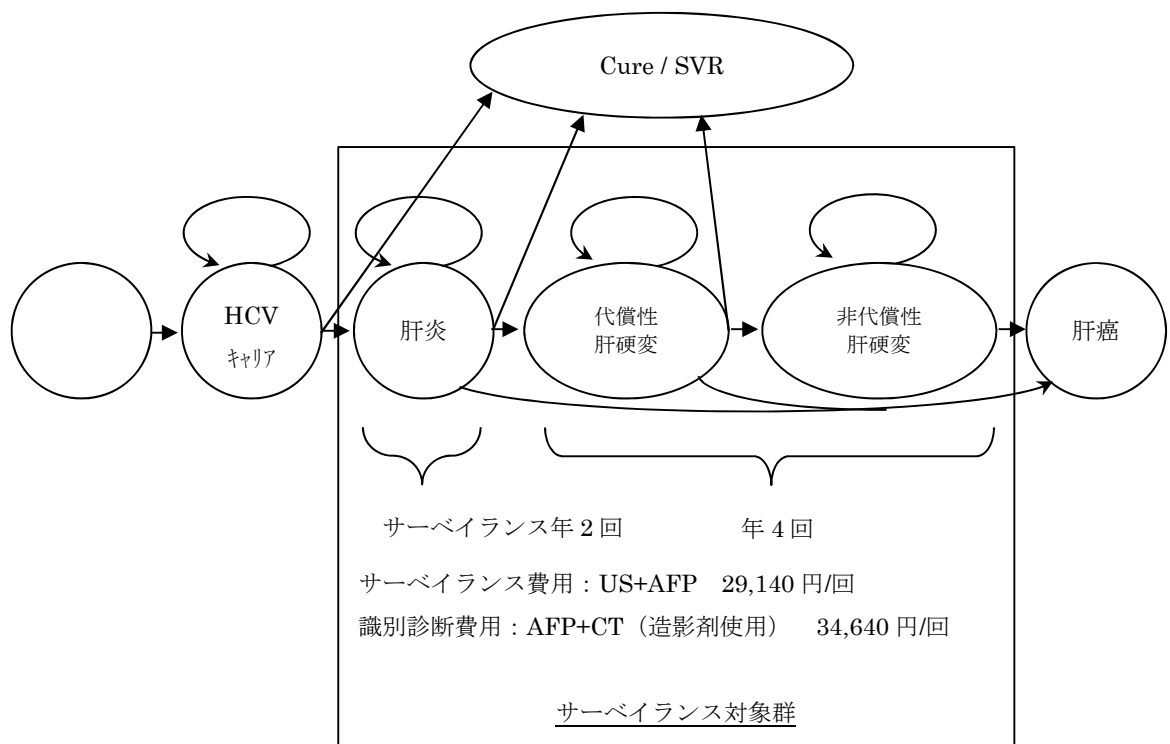 Cure / SVR
HCV
ｷｬﾘｱ
肝炎
代償性
肝硬変
非代償性
肝硬変
肝癌
サーベイランス年 2 回
年 4 回
サーベイランス費用：US+AFP　29,140 円/回
識別診断費用：AFP+CT（造影剤使用）　34,640 円/回
サーベイランス対象群